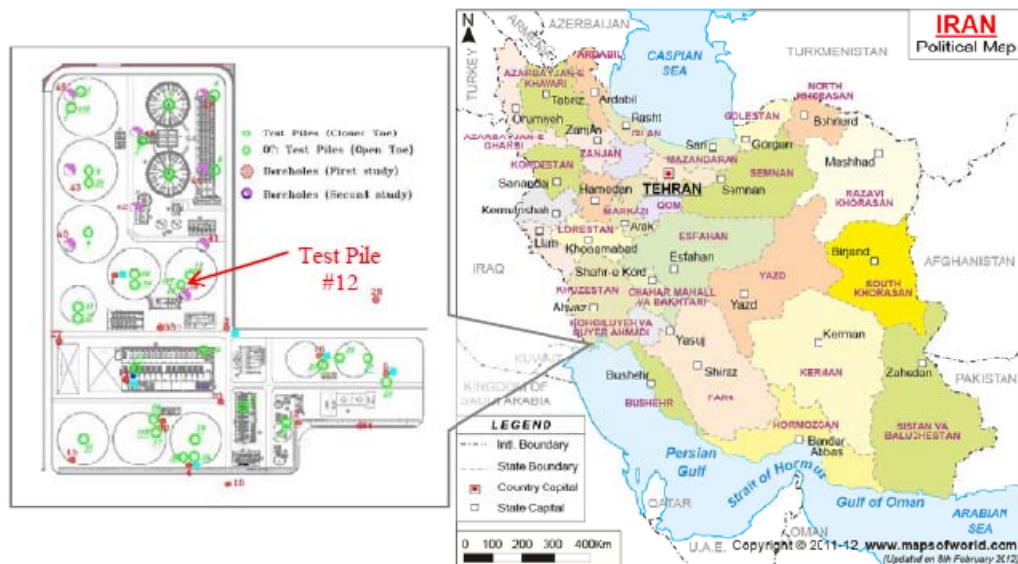 Test Piles (Closer Toe)
O?: Test Piles (Open Toe)
Boreholes (First study)
Boreholes (Second study)
Test Pile
#12
28
18
N
IRAN
Political Map
AZERBAIJAN
ARMENIA
TURKEY
CASPIAN
SEA
TURKMENISTAN
ARDABIL
AZARBAYJAN-E
KHAVARI
Tabriz
Ardabil
Orumiyeh
Rasht
GILAN
Zanjan
AZARBAYJAN-E
GHARBI
ZANJAN
GOLESTAN
Gorgan
NORTH
KHORASAN
Bohnerd
Sari
MAZANDARAN
Mashhad
KORDESTAN
Sanandaj
Hamedan
TEHRAN
SEMNAN
Semnan
RAZAVI
KHORASAN
Kermanshah
MARKAZI
QOM
Arak
LORESTAN
Ilam
Khoramabad
ESFAHAN
Esfahan
Birjand
AFGHANISTAN
IRAQ
Shahr-e Kord
CHAHAR MAHALL
VA BAKHTARI
YAZD
Yazd
SOUTH
KHORASAN
KHUZESTAN
Ahvaz
KOHGILUYEH VA
BUYER AHMADI
Yasuj
Kerman
KERMAN
Zahedan
PAKISTAN
KUWAIT
KINGDOM OF
SAUDI ARABIA
Bushehr
BUSHEHR
Shiraz
FARS
HORMOZGAN
Bandar
Abbas
SISTAN VA
BALUCHESTAN
LEGEND
Intl. Boundary
State Boundary
Country Capital
State Capital
Persian
Gulf
Strait of Hormuz
Gulf of Oman
ARABIAN
SEA
QATAR
U.A.E.
OMAN
0 100 200 300 400Km
Copyright © 2011-12 www.mapsofworld.com
(Updated on 8th February 2012)